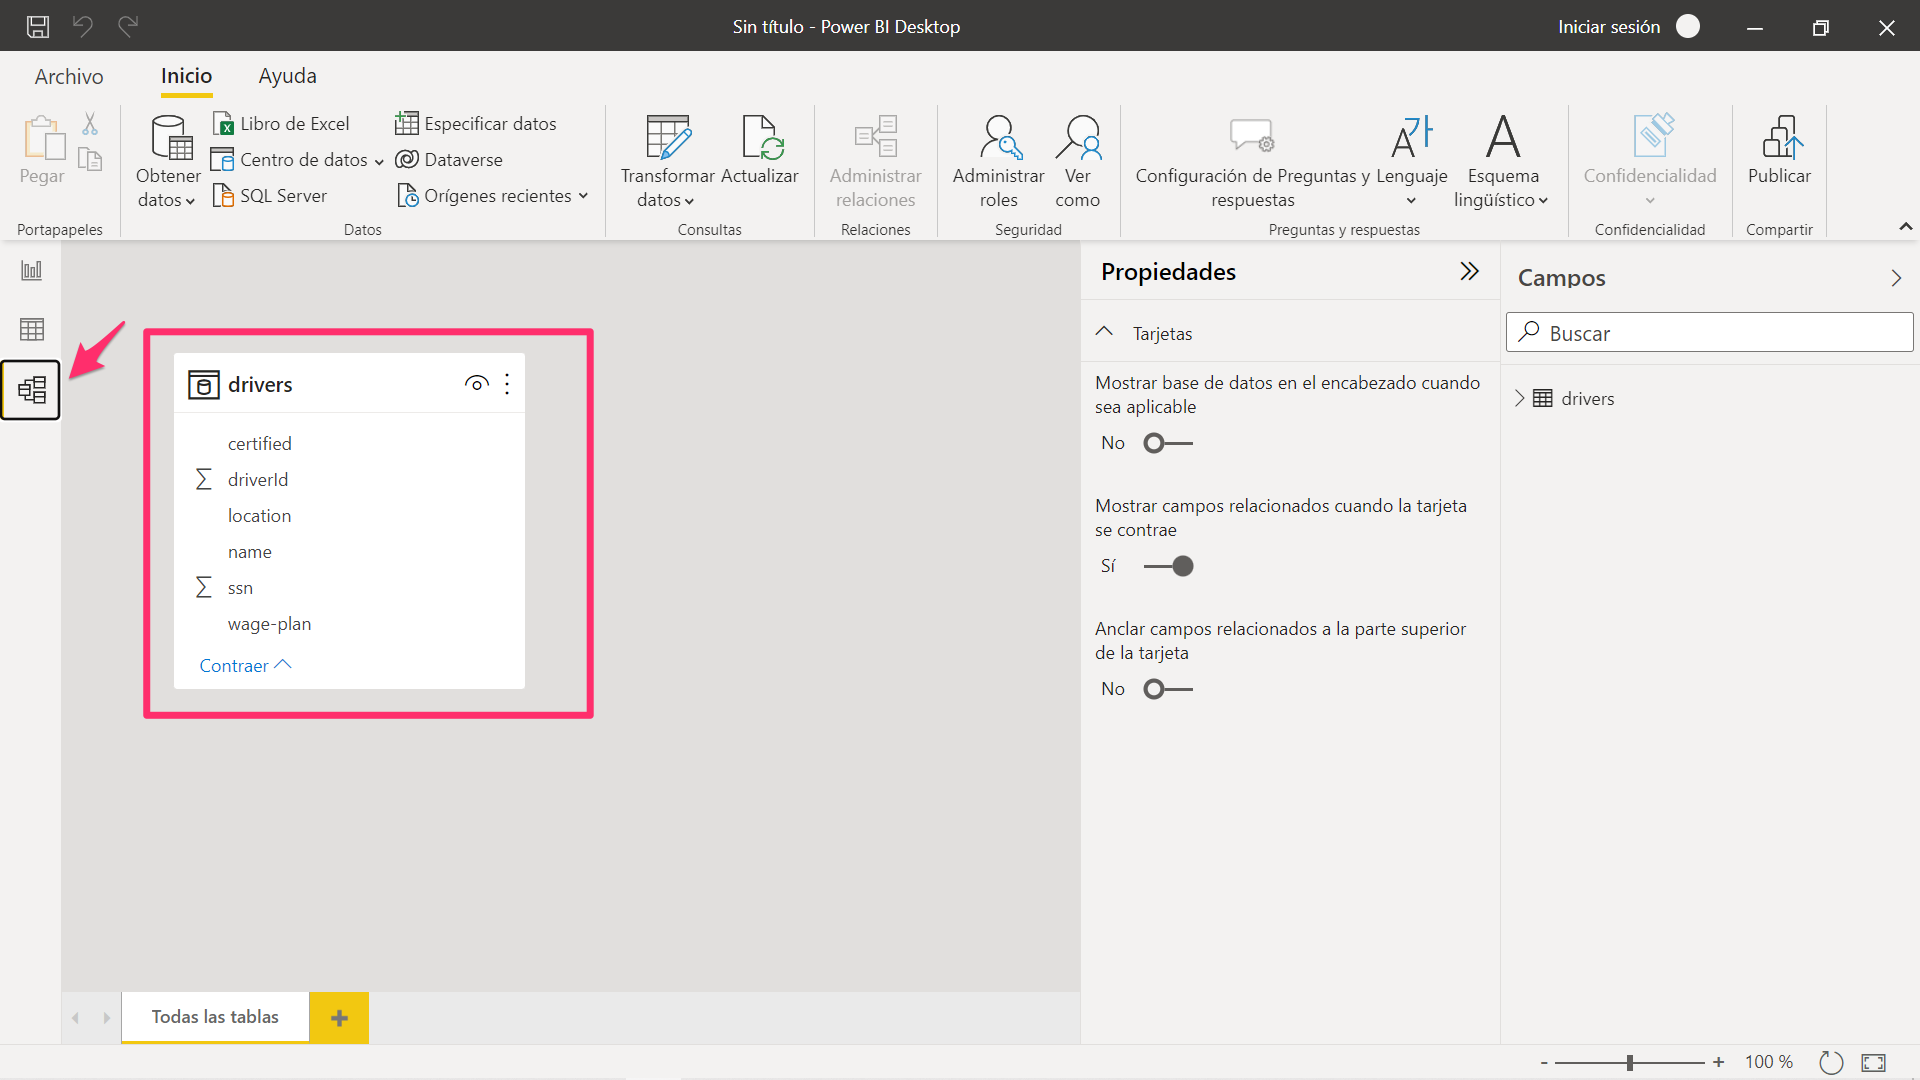 Sin título - Power BI Desktop
Iniciar sesión
Archivo
Inicio
Ayuda
Pegar
Portapapeles
Obtener
datos
Libro de Excel
Centro de datos
SQL Server
Especificar datos
Dataverse
Orígenes recientes
Datos
Transformar
datos
Actualizar
Consultas
Administrar
relaciones
Relaciones
Administrar
roles
Ver
como
Seguridad
Configuración de Preguntas y
respuestas
Lenguaje
Esquema
lingüístico
Preguntas y respuestas
Confidencialidad
Confidencialidad
Publicar
Compartir
drivers
certified
driverId
location
name
ssn
wage-plan
Contraer
Propiedades
Tarjetas
Mostrar base de datos en el encabezado cuando
sea aplicable
No
Mostrar campos relacionados cuando la tarjeta
se contrae
Sí
Anclar campos relacionados a la parte superior
de la tarjeta
No
Campos
Buscar
drivers
Todas las tablas
- + 100 %